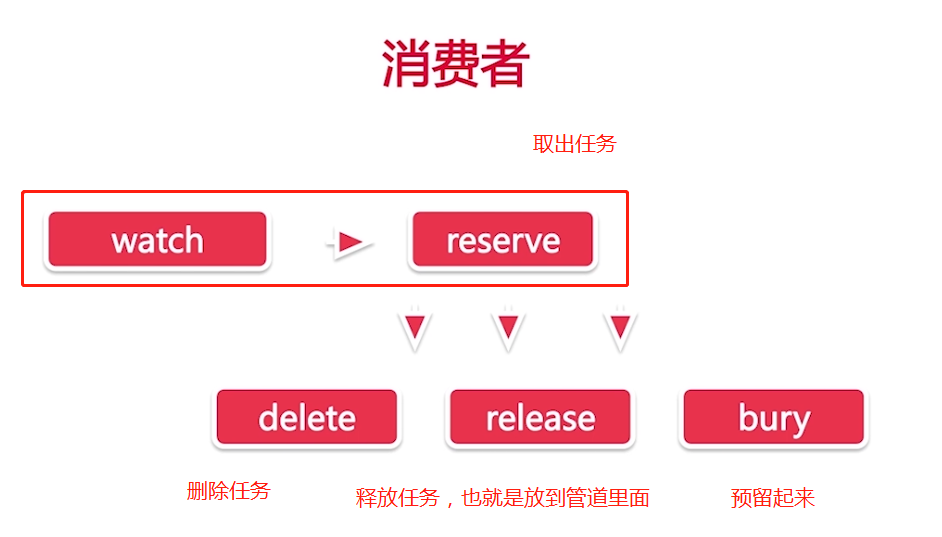 消费者
取出任务
watch
reserve
delete
release
bury
删除任务
释放任务，也就是放到管道里面
预留起来